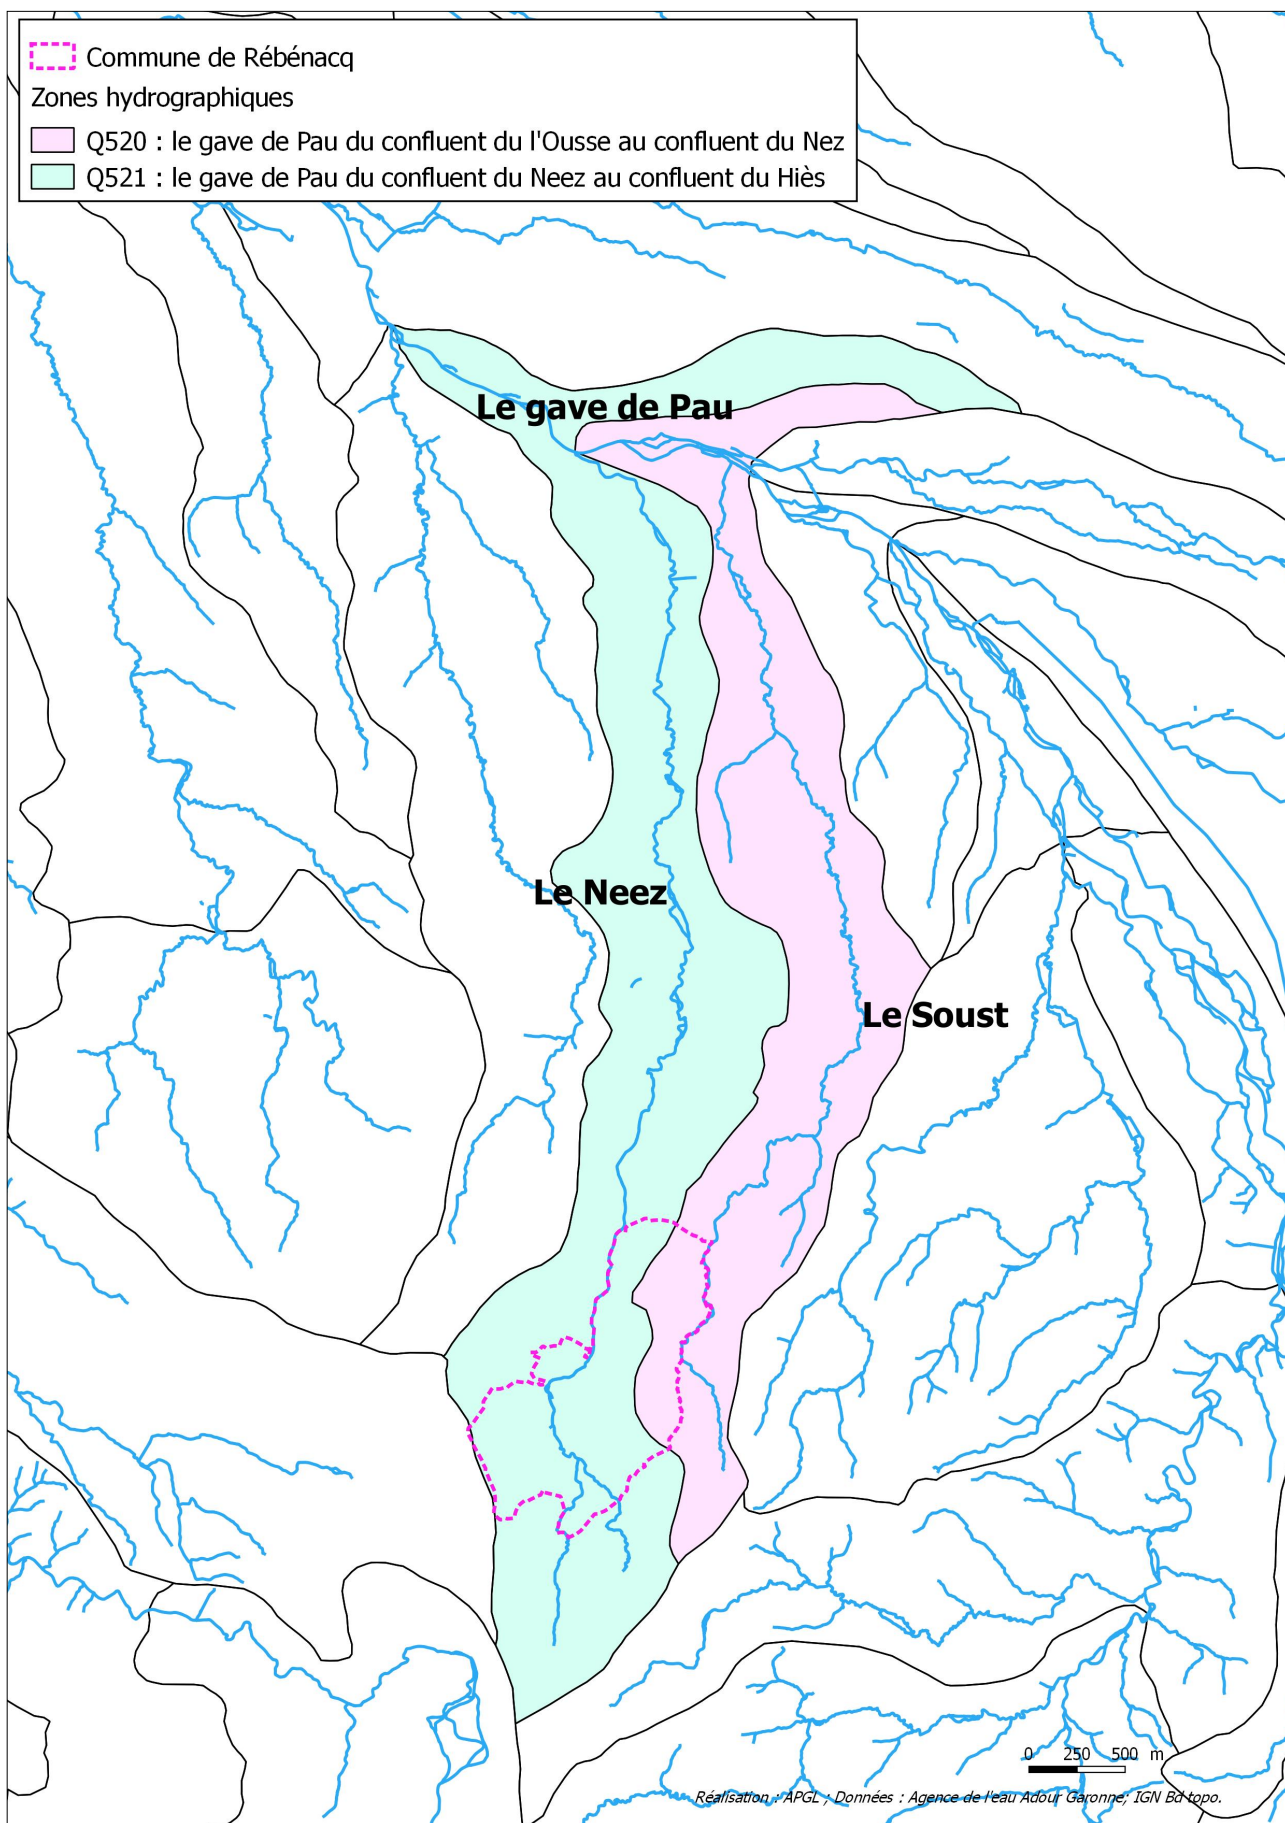 Commune de Rébénacq
Zones hydrographiques
Q520 : le gave de Pau du confluent du l'Ousse au confluent du Nez
Q521 : le gave de Pau du confluent du Neez au confluent du Hiès
Le gave de Pau
Le Neez
Le Soust
0 250 500 m
Réalisation : APGL ; Données : Agence de l'eau Adour Garonne; IGN Bd topo.